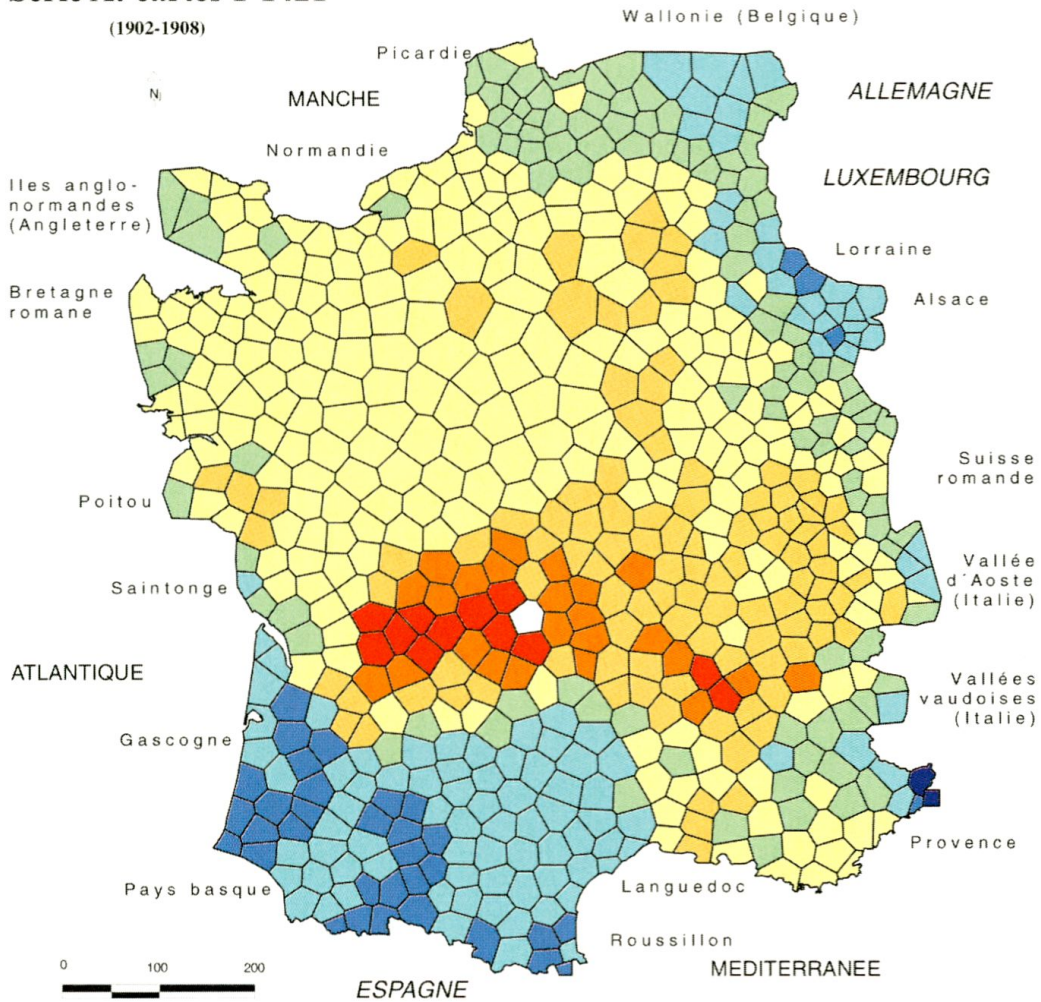 (1902-1908)
Wallonie (Belgique)
Picardie
N
MANCHE
ALLEMAGNE
Normandie
LUXEMBOURG
Iles anglo-
normandes
(Angleterre)
Lorraine
Bretagne
romane
Alsace
Suisse
romande
Poitou
Vallée
d'Aoste
(Italie)
Saintonge
ATLANTIQUE
Vallées
vaudoises
(Italie)
Gascogne
Provence
Pays basque
Languedoc
Roussillon
MEDITERRANEE
0 100 200
ESPAGNE